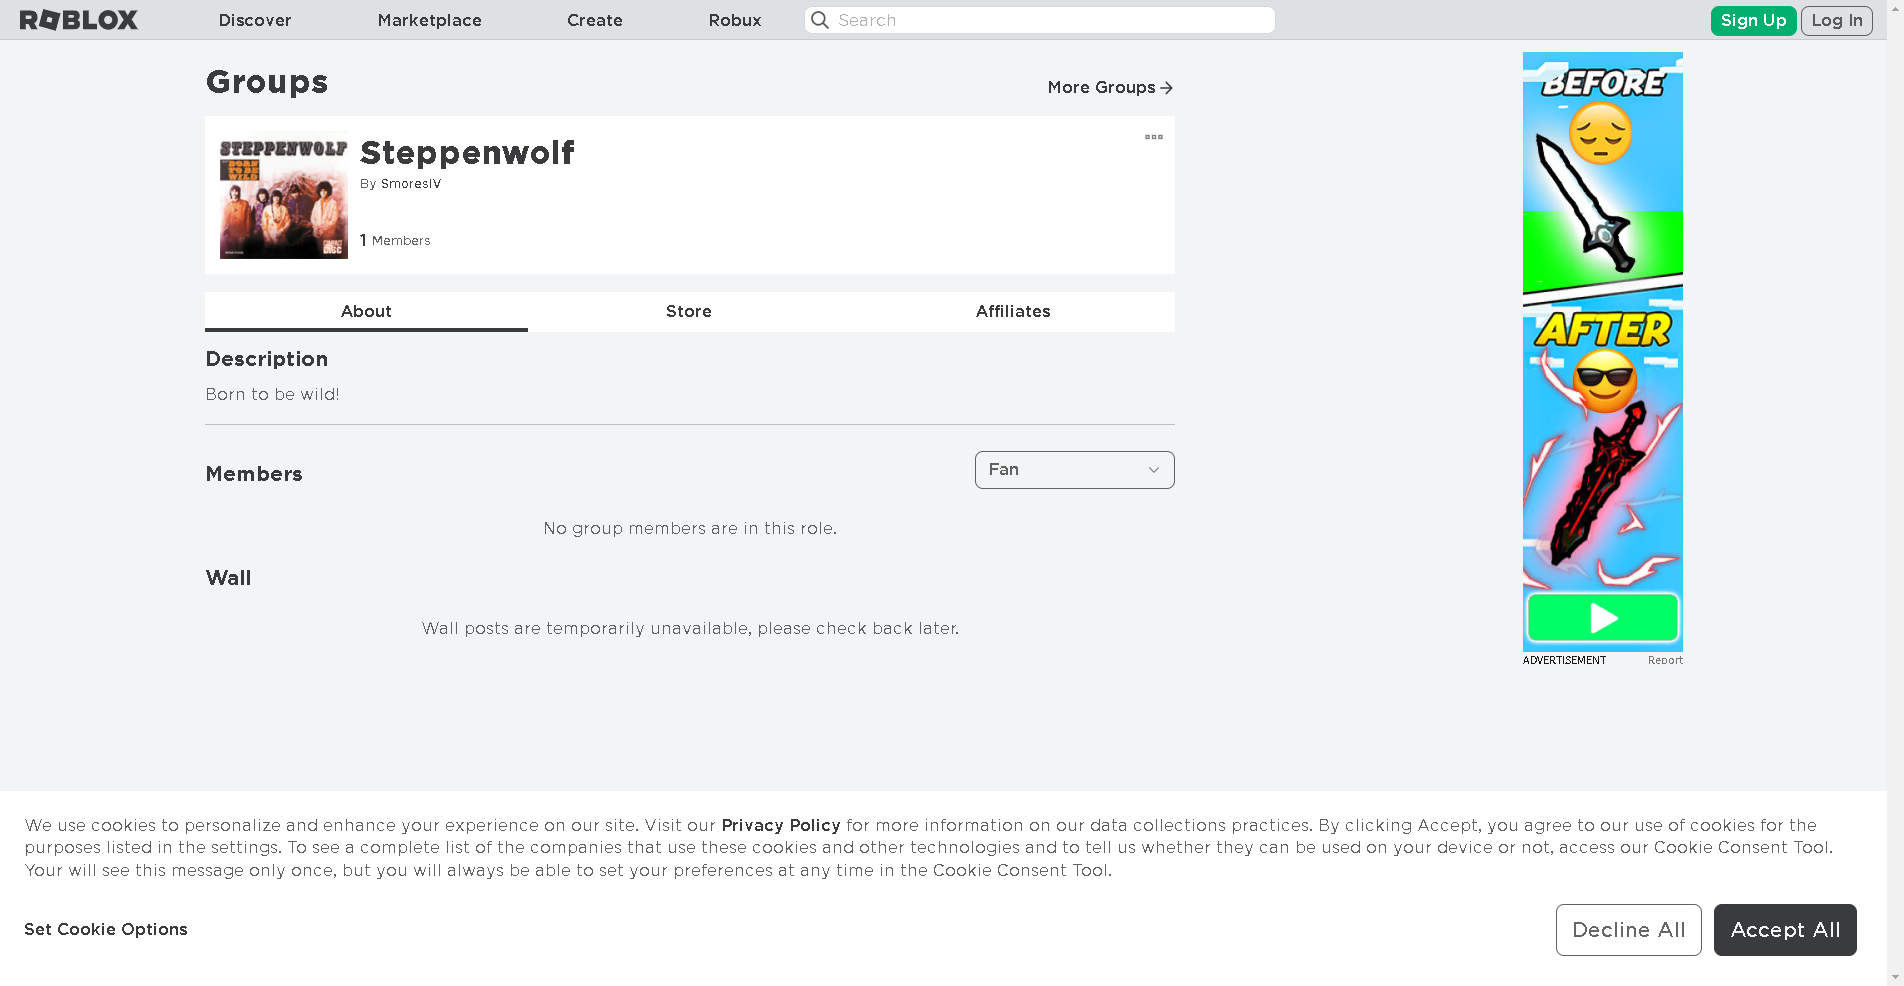 ROBLOX
Discover
Marketplace
Create
Robux
Search
Sign Up
Log In
Groups
More Groups
STEPPENWOLF
BORN
TO BE
WILD
COMPACT
DISC
Steppenwolf
By SmoresIV
1 Members
About
Store
Affiliates
Description
Born to be wild!
Members
Fan
No group members are in this role.
Wall
Wall posts are temporarily unavailable, please check back later.
BEFORE
AFTER
ADVERTISEMENT
Report
We use cookies to personalize and enhance your experience on our site. Visit our Privacy Policy for more information on our data collections practices. By clicking Accept, you agree to our use of cookies for the
purposes listed in the settings. To see a complete list of the companies that use these cookies and other technologies and to tell us whether they can be used on your device or not, access our Cookie Consent Tool.
Your will see this message only once, but you will always be able to set your preferences at any time in the Cookie Consent Tool.
Set Cookie Options
Decline All
Accept All